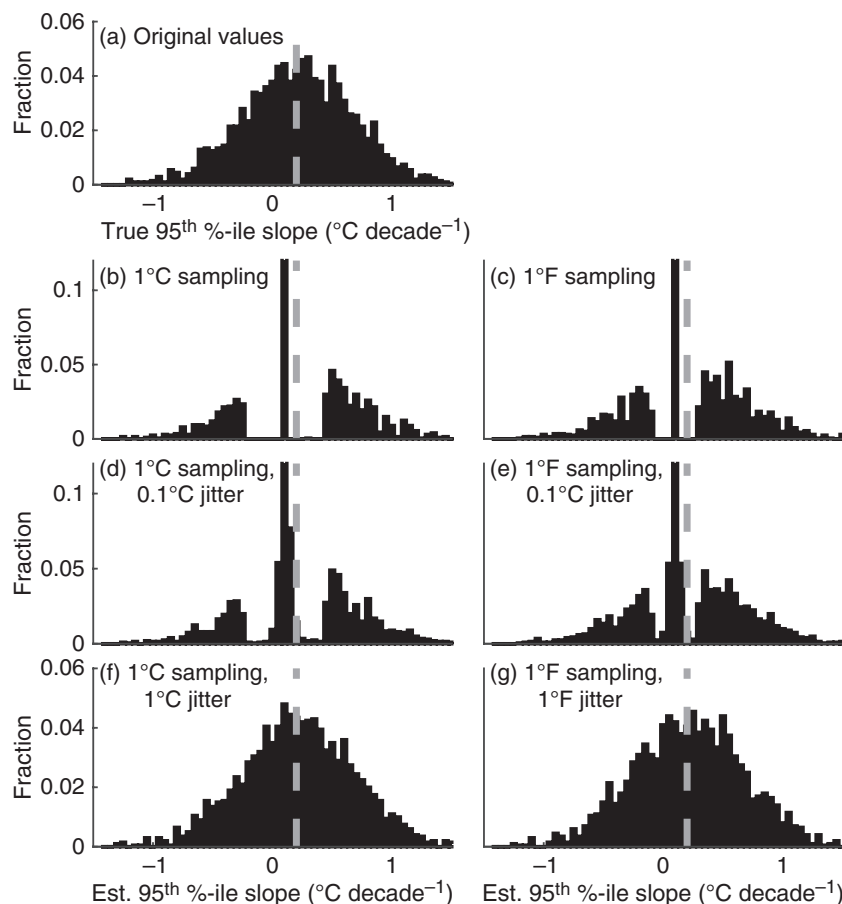 0.06
(a) Original values
0.04
Fraction
0.02
0
−1 0 1
True 95th %-ile slope (°C decade−1)
(b) 1°C sampling
0.1
Fraction
0.05
0
(c) 1°F sampling
(d) 1°C sampling,
0.1°C jitter
0.1
Fraction
0.05
0
(e) 1°F sampling,
0.1°C jitter
0.06
(f) 1°C sampling,
1°C jitter
0.04
Fraction
0.02
0
−1 0 1
Est. 95th %-ile slope (°C decade−1)
(g) 1°F sampling,
1°F jitter
−1 0 1
Est. 95th %-ile slope (°C decade−1)